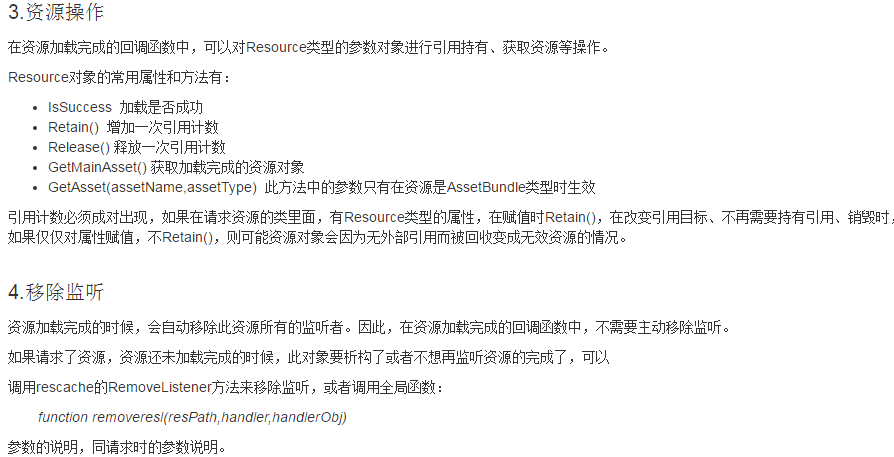 3.资源操作
在资源加载完成的回调函数中，可以对Resource类型的参数对象进行引用持有、获取资源等操作。
Resource对象的常用属性和方法有：
• IsSuccess  加载是否成功
• Retain()  增加一次引用计数
• Release() 释放一次引用计数
• GetMainAsset() 获取加载完成的资源对象
• GetAsset(assetName,assetType)  此方法中的参数只有在资源是AssetBundle类型时生效
引用计数必须成对出现，如果在请求资源的类里面，有Resource类型的属性，在赋值时Retain()，在改变引用目标、不再需要持有引用、销毁时，
如果仅仅对属性赋值，不Retain()，则可能资源对象会因为无外部引用而被回收变成无效资源的情况。
4.移除监听
资源加载完成的时候，会自动移除此资源所有的监听者。因此，在资源加载完成的回调函数中，不需要主动移除监听。
如果请求了资源，资源还未加载完成的时候，此对象要析构了或者不想再监听资源的完成了，可以
调用rescache的RemoveListener方法来移除监听，或者调用全局函数：
function removeresl(resPath,handler,handlerObj)
参数的说明，同请求时的参数说明。